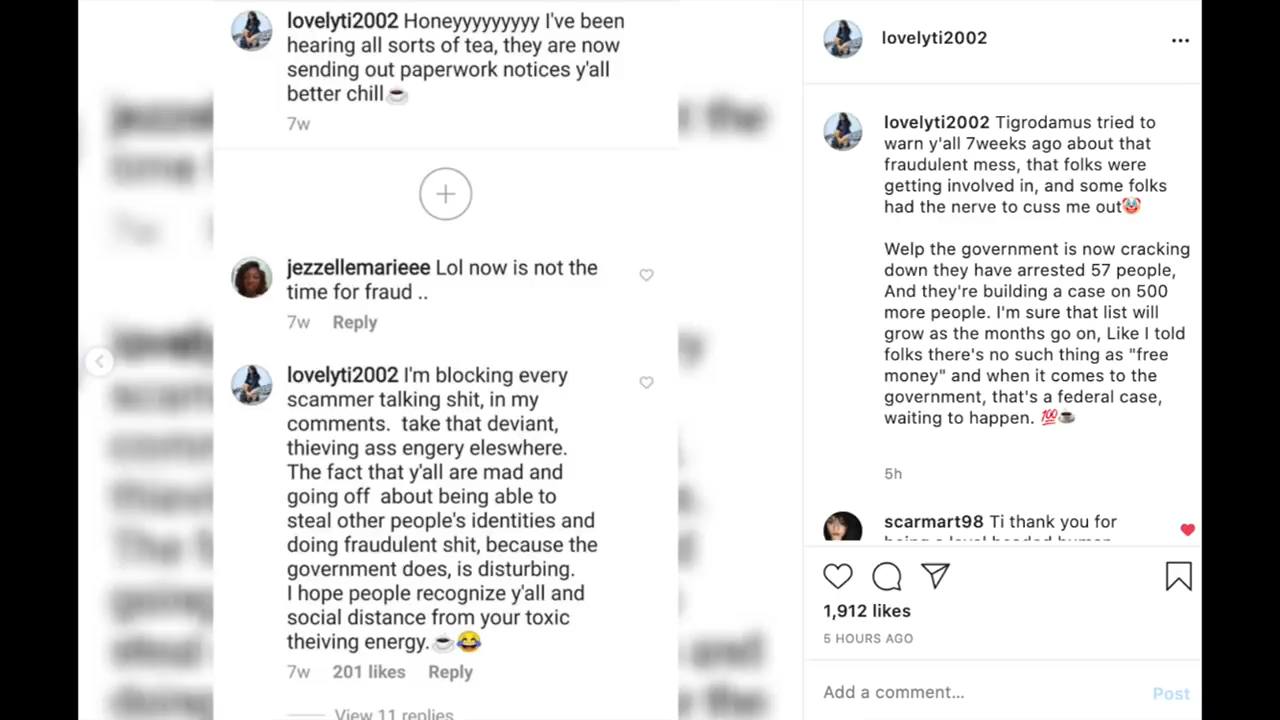 lovelyti2002 Honeyyyyyyyyy I've been
hearing all sorts of tea, they are now
sending out paperwork notices y'all
better chill☕
7w
jezzellemarieee Lol now is not the
time for fraud ..
7w Reply
lovelyti2002 I'm blocking every
scammer talking shit, in my
comments. take that deviant,
thieving ass engery eleswhere.
The fact that y'all are mad and
going off about being able to
steal other people's identities and
doing fraudulent shit, because the
government does, is disturbing.
I hope people recognize y'all and
social distance from your toxic
theiving energy.☕😂
7w 201 likes Reply
View 11 replies
lovelyti2002
lovelyti2002 Tigrodamus tried to
warn y'all 7weeks ago about that
fraudulent mess, that folks were
getting involved in, and some folks
had the nerve to cuss me out🤡
Welp the government is now cracking
down they have arrested 57 people,
And they're building a case on 500
more people. I'm sure that list will
grow as the months go on, Like I told
folks there's no such thing as "free
money" and when it comes to the
government, that's a federal case,
waiting to happen. 💯☕
5h
scarmart98 Ti thank you for
1,912 likes
5 HOURS AGO
Add a comment... Post